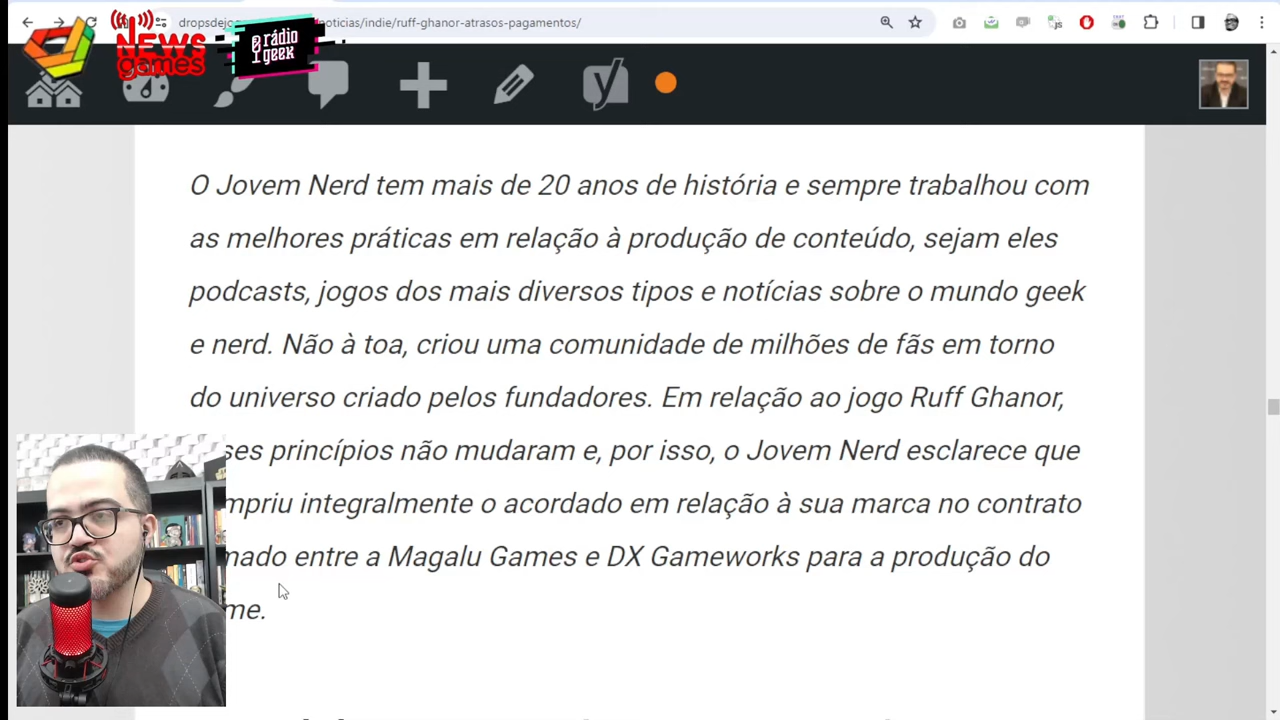 dropsdejo
noticias/indie/ruff-ghanor-atrasos-pagamentos/
NEWS
games
rádio
geek
O Jovem Nerd tem mais de 20 anos de história e sempre trabalhou com
as melhores práticas em relação à produção de conteúdo, sejam eles
podcasts, jogos dos mais diversos tipos e notícias sobre o mundo geek
e nerd. Não à toa, criou uma comunidade de milhões de fãs em torno
do universo criado pelos fundadores. Em relação ao jogo Ruff Ghanor,
ses princípios não mudaram e, por isso, o Jovem Nerd esclarece que
mpriu integralmente o acordado em relação à sua marca no contrato
mado entre a Magalu Games e DX Gameworks para a produção do
me.